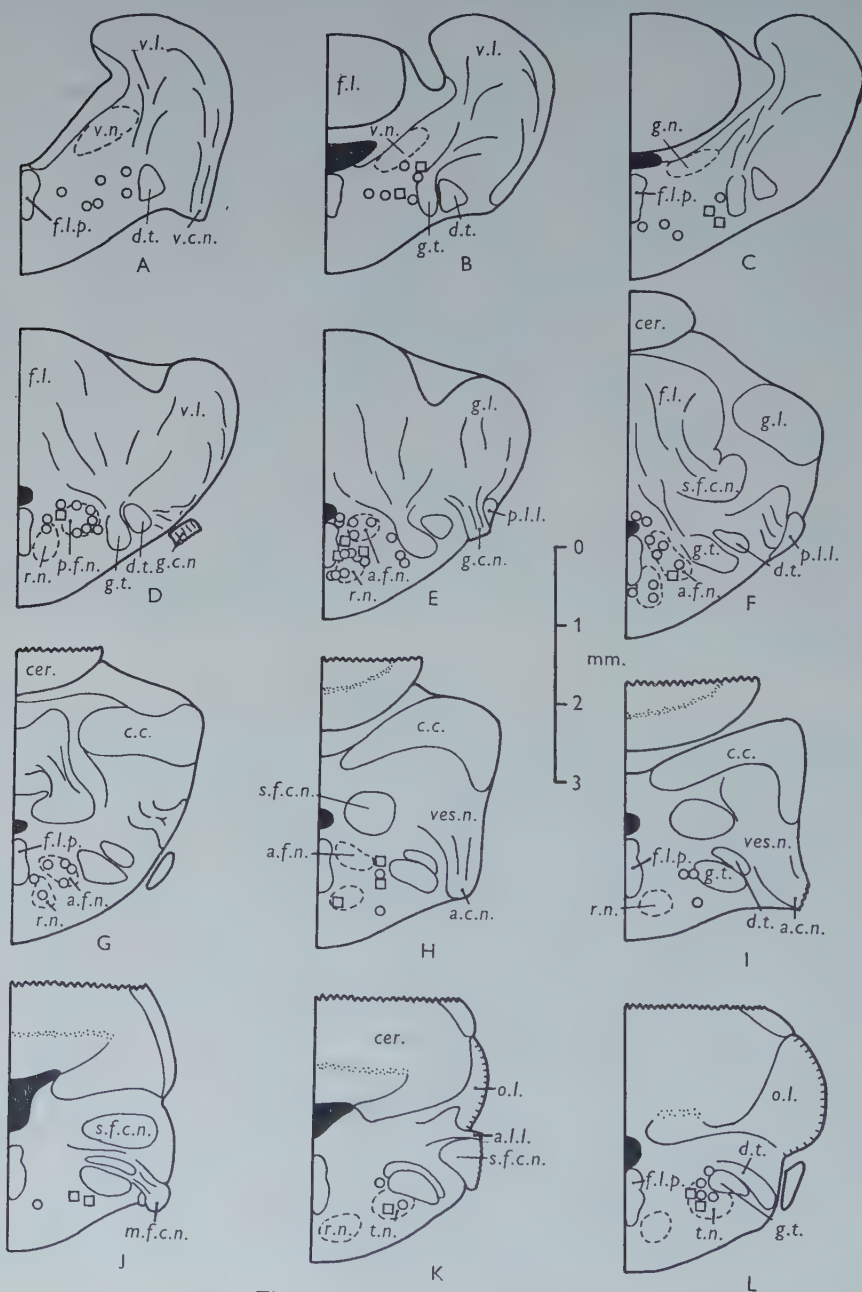 v.l.
v.n.
f.l.p.
d.t.
v.c.n.
A
f.l.
v.l.
v.n.
g.t.
d.t.
B
g.n.
f.l.p.
C
f.l.
v.l.
r.n.
p.f.n.
g.t.
d.t.
g.c.n
D
g.l.
p.l.l.
g.c.n.
a.f.n.
r.n.
E
cer.
f.l.
g.l.
s.f.c.n.
g.t.
a.f.n.
d.t.
p.l.l.
F
0
1
mm.
2
3
cer.
c.c.
f.l.p.
a.f.n.
r.n.
G
c.c.
s.f.c.n.
ves.n.
a.f.n.
a.c.n.
H
c.c.
ves.n.
f.l.p.
g.t.
r.n.
d.t.
a.c.n.
I
s.f.c.n.
m.f.c.n.
J
cer.
o.l.
a.l.l.
s.f.c.n.
r.n.
t.n.
K
o.l.
d.t.
f.l.p.
t.n.
g.t.
L